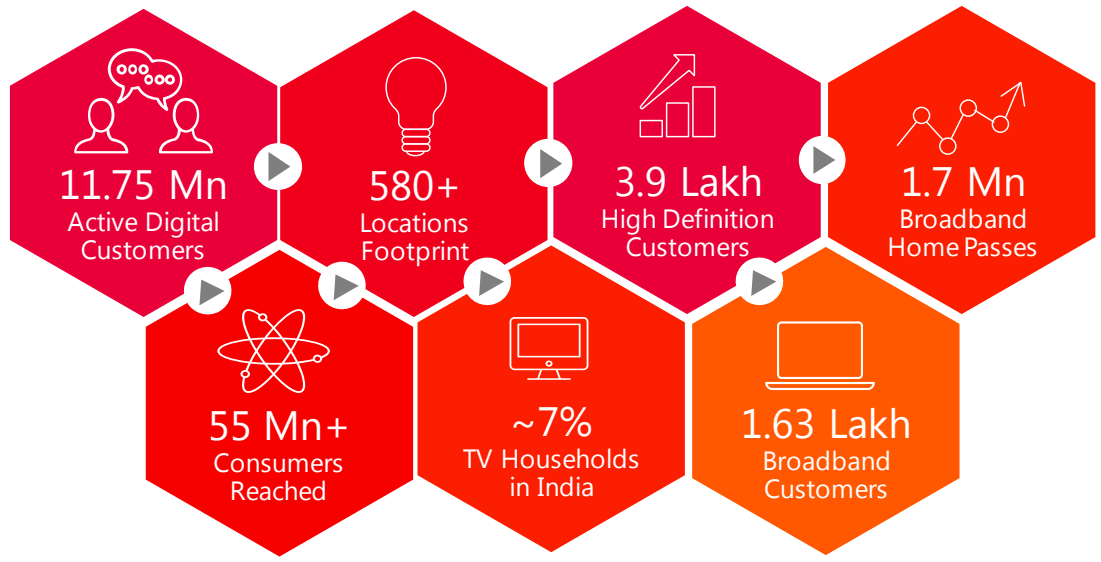 11.75 Mn
Active Digital
Customers
580+
Locations
Footprint
3.9 Lakh
High Definition
Customers
1.7 Mn
Broadband
Home Passes
55 Mn+
Consumers
Reached
~7%
TV Households
in India
1.63 Lakh
Broadband
Customers